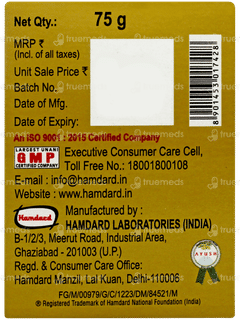 Net Qty.: 75 g
MRP ₹
(Incl. of all taxes)
Unit Sale Price ₹
Batch No.
Date of Mfg.
Date of Expiry:
8901453017428
An ISO 9001 : 2015 Certified Company
LARGEST UNANI
GMP
CERTIFIED COMPANY
Executive Consumer Care Cell,
Toll Free No.: 18001800108
E-mail : info@hamdard.in
Website : www.hamdard.in
Hamdard
Manufactured by :
HAMDARD LABORATORIES (INDIA)
B-1/2/3, Meerut Road, Industrial Area,
Ghaziabad - 201003 (U.P.)
Regd. & Consumer Care Office:
Hamdard Manzil, Lal Kuan, Delhi-110006
AYUSH
FG/M/00979/G/C/1223/DM/84521/M
® Registered Trademark of Hamdard National Foundation (India)
truemeds